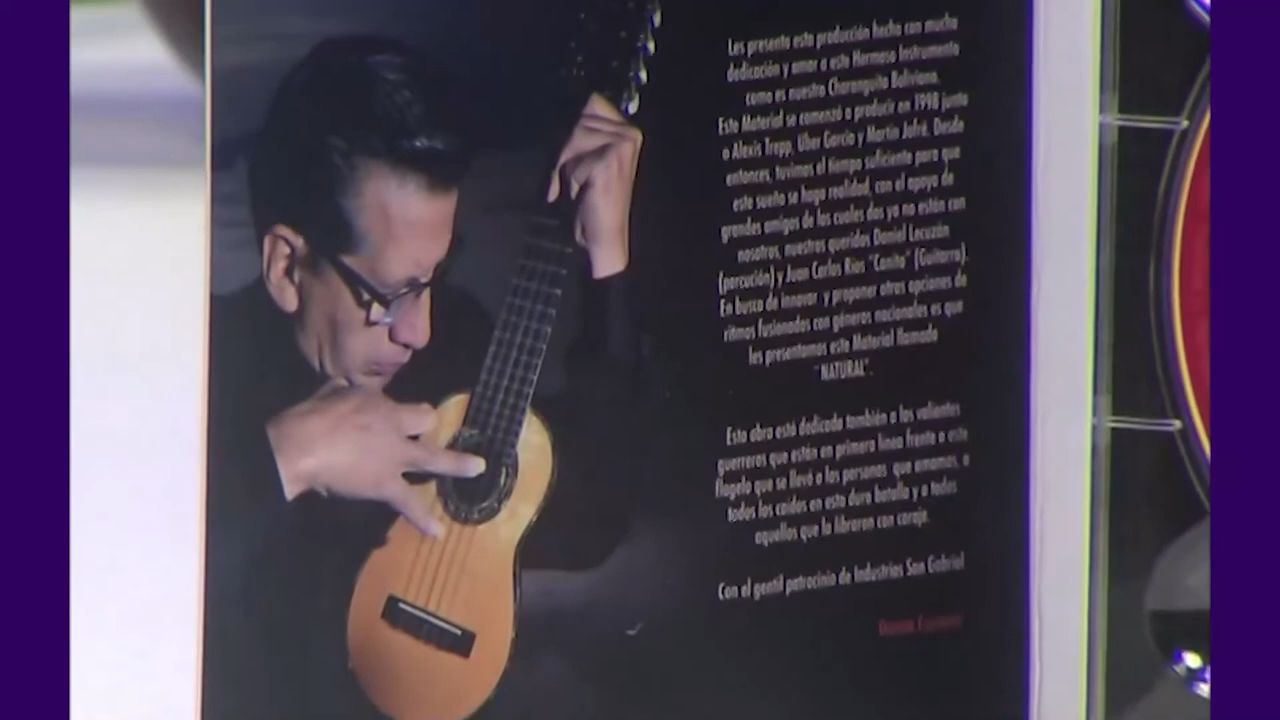 Les presento esta producción hecha con mucha
dedicación y amor a este Hermoso Instrumento
como es nuestro Charanguito Boliviano.
Este Material se comenzó a producir en 1998 junto
a Alexis Trepp, Uber Garcia y Martin Jofré. Desde
entonces, tuvimos el tiempo suficiente para que
este sueño se haga realidad, con el apoyo de
grandes amigos de los cuales dos ya no están con
nosotros, nuestros queridos Daniel Lecuzán
(percución) y Juan Carlos Rios "Canito" (Guitarra).
En busca de innovar y proponer otras opciones de
ritmos fusionados con géneros nacionales es que
les presentamos este Material llamado
"NATURAL".
Esta obra está dedicada también a los valientes
guerreros que están en primera linea frente a este
flagelo que se llevó a las personas que amamos, a
todos los caídos en esta dura batalla y a todos
aquellos que la libraron con coraje.
Con el gentil patrocinio de Industrias San Gabriel